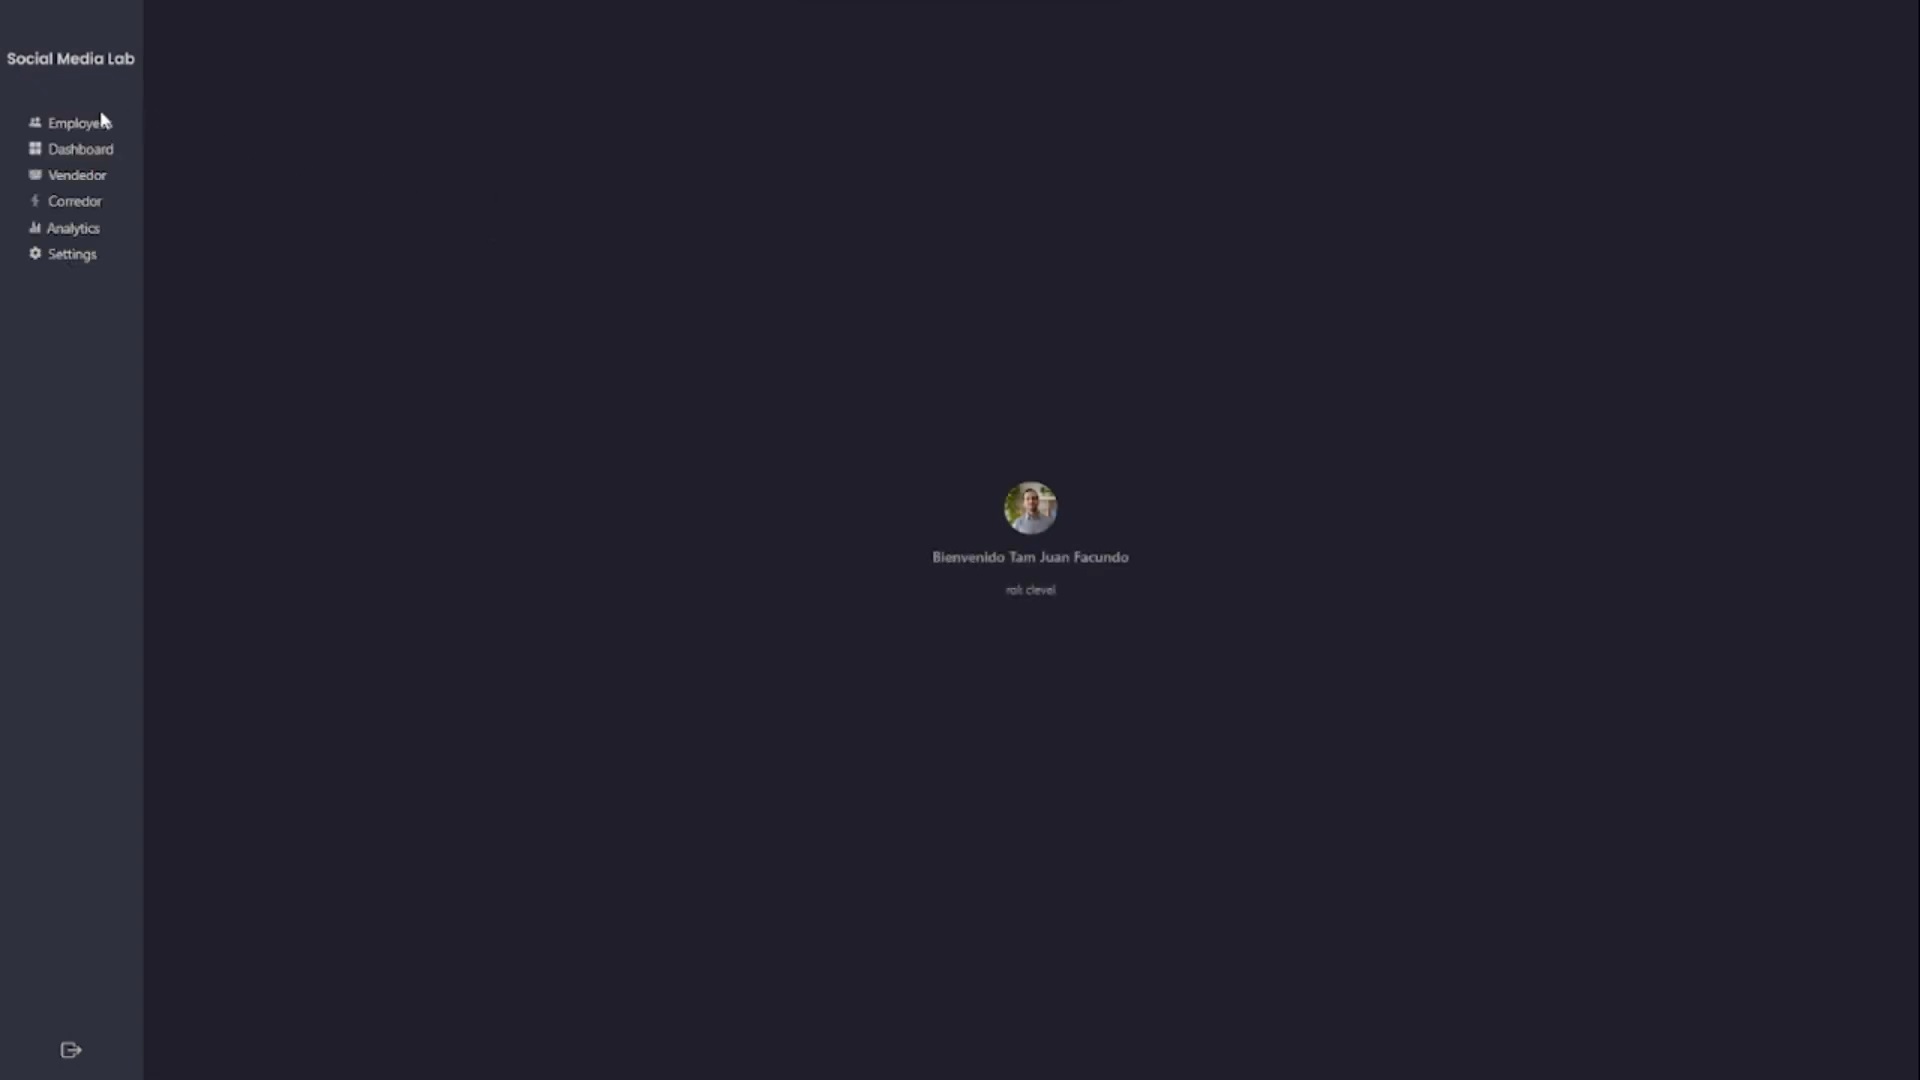 Social Media Lab
Employees
Dashboard
Vendedor
Corredor
Analytics
Settings
Bienvenido Tam Juan Facundo
rol: clevel